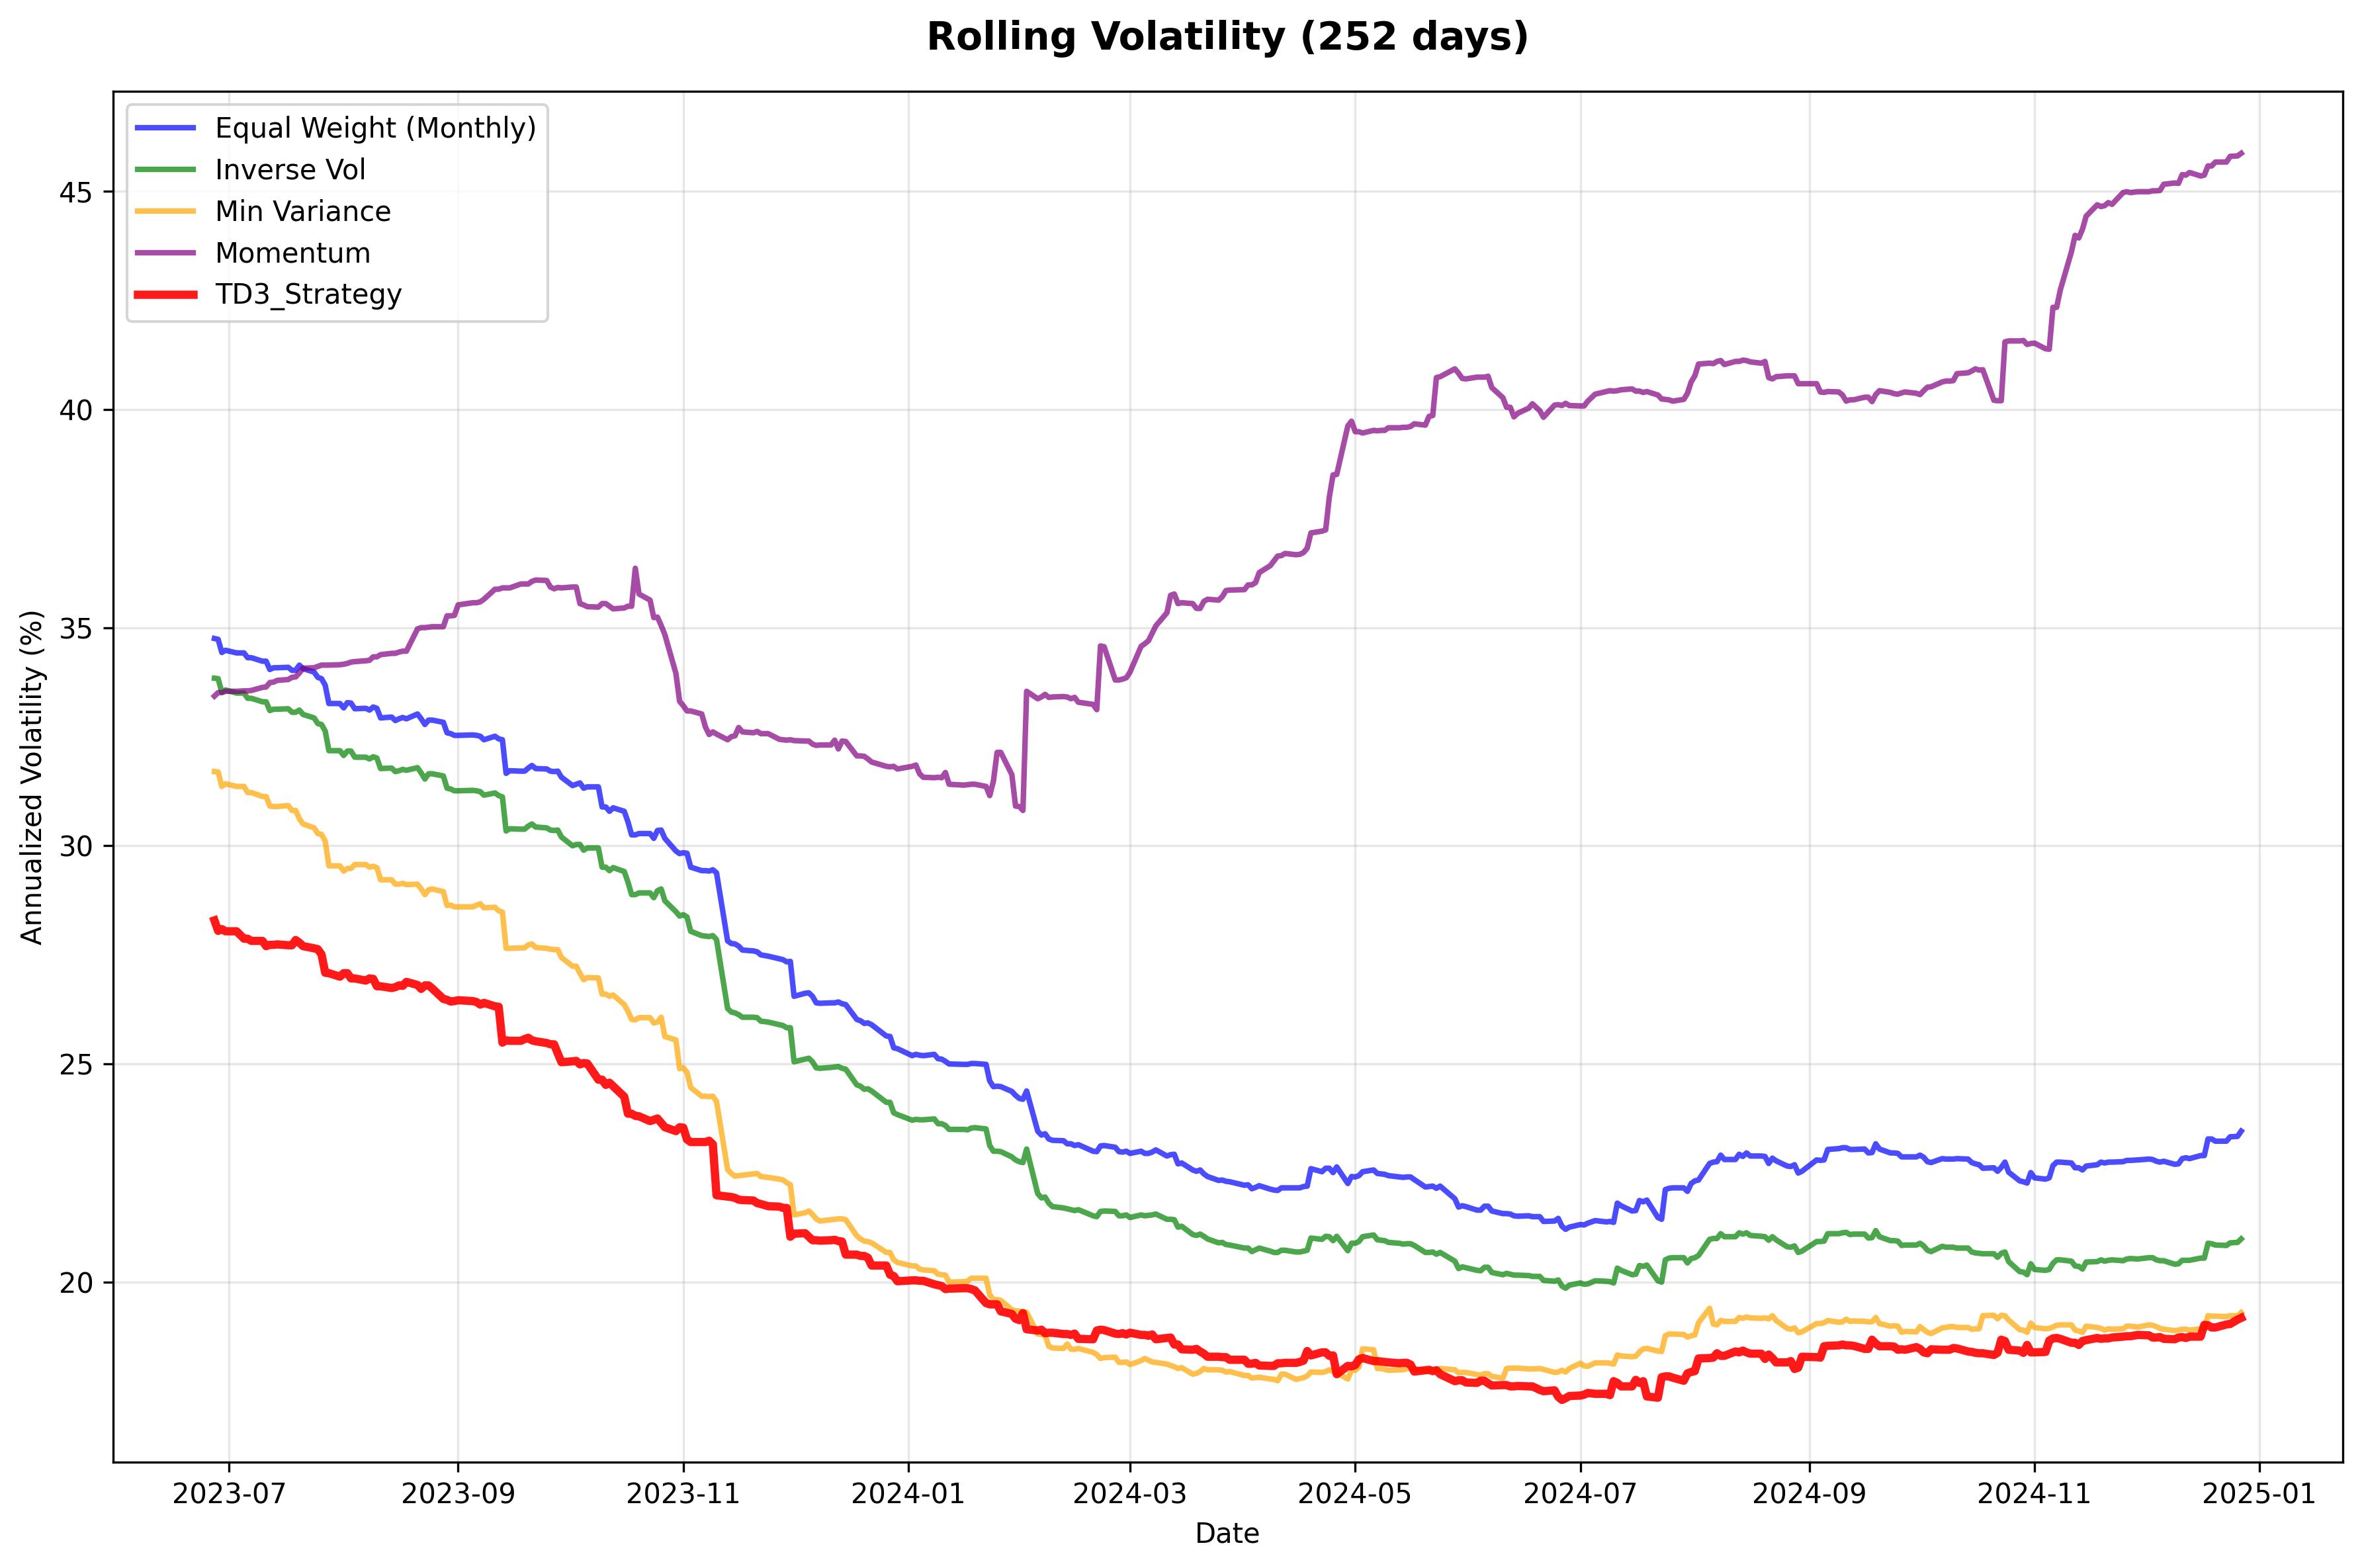 Rolling Volatility (252 days)
Equal Weight (Monthly)
Inverse Vol
Min Variance
Momentum
TD3_Strategy
Annualized Volatility (%)
45
40
35
30
25
20
2023-07
2023-09
2023-11
2024-01
2024-03
2024-05
2024-07
2024-09
2024-11
2025-01
Date